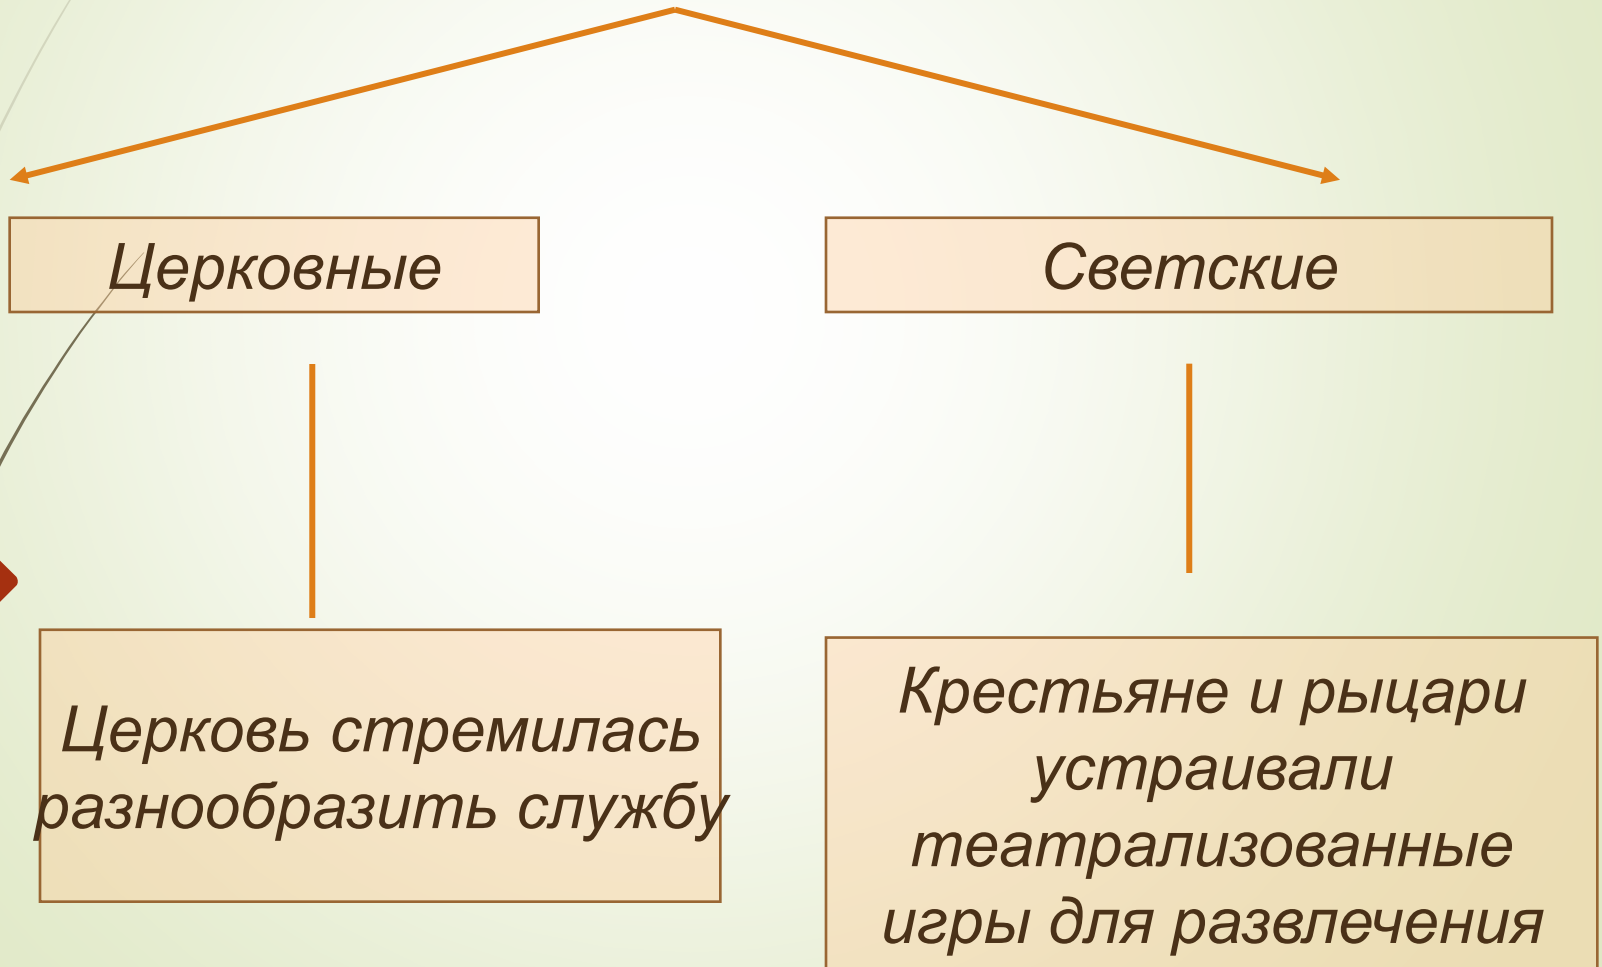 Церковные
Светские
Церковь стремилась
разнообразить службу
Крестьяне и рыцари
устраивали
театрализованные
игры для развлечения